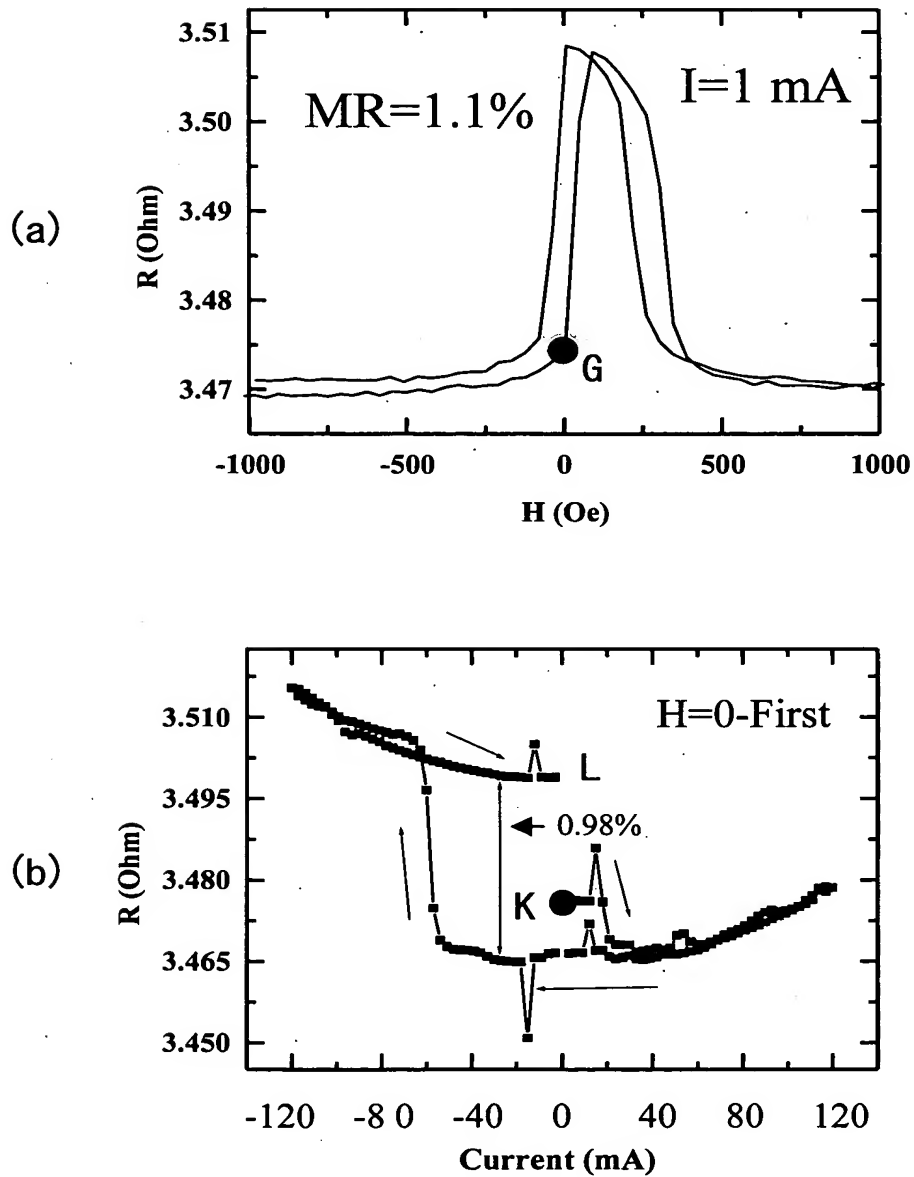 (a)
R (Ohm)
3.51
3.50
3.49
3.48
3.47
MR=1.1%
I=1 mA
G
-1000
-500
0
500
1000
H (Oe)
(b)
R (Ohm)
3.510
3.495
3.480
3.465
3.450
H=0-First
L
0.98%
K
-120
-8 0
-40
0
40
80
120
Current (mA)